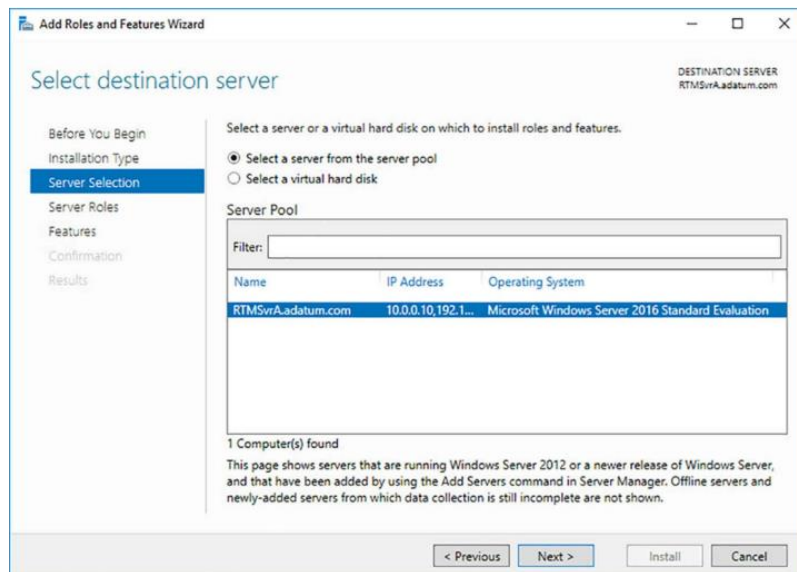 Add Roles and Features Wizard
Select destination server
DESTINATION SERVER
RTMSvrA.adatum.com
Before You Begin
Installation Type
Server Selection
Server Roles
Features
Confirmation
Results
Select a server or a virtual hard disk on which to install roles and features.
Select a server from the server pool
Select a virtual hard disk
Server Pool
Filter:
Name IP Address Operating System
RTMSvrA.adatum.com 10.0.0.10,192.1... Microsoft Windows Server 2016 Standard Evaluation
1 Computer(s) found
This page shows servers that are running Windows Server 2012 or a newer release of Windows Server,
and that have been added by using the Add Servers command in Server Manager. Offline servers and
newly-added servers from which data collection is still incomplete are not shown.
< Previous Next > Install Cancel